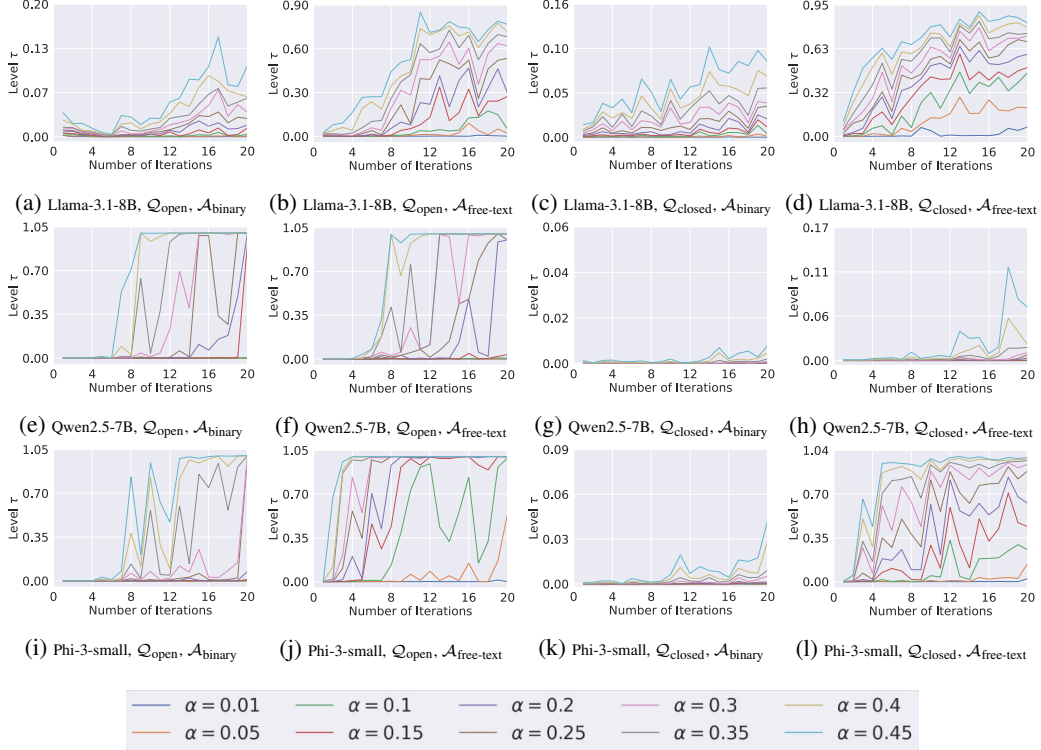 0.20
0.13
0.07
0.00
Level τ
0 4 8 12 16 20
Number of Iterations
(a) Llama-3.1-8B, 𝒬open, 𝒜binary
0.90
0.60
0.30
0.00
Level τ
0 4 8 12 16 20
Number of Iterations
(b) Llama-3.1-8B, 𝒬open, 𝒜free-text
0.16
0.10
0.05
0.00
Level τ
0 4 8 12 16 20
Number of Iterations
(c) Llama-3.1-8B, 𝒬closed, 𝒜binary
0.95
0.63
0.32
0.00
Level τ
0 4 8 12 16 20
Number of Iterations
(d) Llama-3.1-8B, 𝒬closed, 𝒜free-text
1.05
0.70
0.35
0.00
Level τ
0 4 8 12 16 20
Number of Iterations
(e) Qwen2.5-7B, 𝒬open, 𝒜binary
1.05
0.70
0.35
0.00
Level τ
0 4 8 12 16 20
Number of Iterations
(f) Qwen2.5-7B, 𝒬open, 𝒜free-text
0.06
0.04
0.02
0.00
Level τ
0 4 8 12 16 20
Number of Iterations
(g) Qwen2.5-7B, 𝒬closed, 𝒜binary
0.17
0.11
0.06
0.00
Level τ
0 4 8 12 16 20
Number of Iterations
(h) Qwen2.5-7B, 𝒬closed, 𝒜free-text
1.05
0.70
0.35
0.00
Level τ
0 4 8 12 16 20
Number of Iterations
(i) Phi-3-small, 𝒬open, 𝒜binary
1.05
0.70
0.35
0.00
Level τ
0 4 8 12 16 20
Number of Iterations
(j) Phi-3-small, 𝒬open, 𝒜free-text
0.09
0.06
0.03
0.00
Level τ
0 4 8 12 16 20
Number of Iterations
(k) Phi-3-small, 𝒬closed, 𝒜binary
1.04
0.70
0.35
0.00
Level τ
0 4 8 12 16 20
Number of Iterations
(l) Phi-3-small, 𝒬closed, 𝒜free-text
α = 0.01 α = 0.1 α = 0.2 α = 0.3 α = 0.4
α = 0.05 α = 0.15 α = 0.25 α = 0.35 α = 0.45